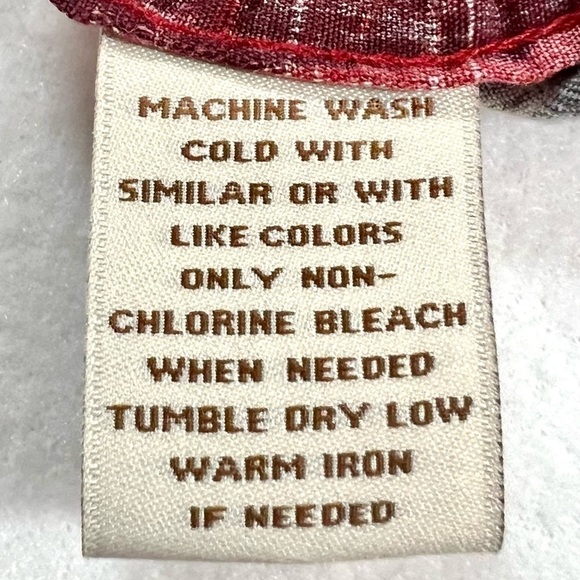 MACHINE WASH
COLD WITH
SIMILAR OR WITH
LIKE COLORS
ONLY NON-
CHLORINE BLEACH
WHEN NEEDED
TUMBLE DRY LOW
WARM IRON
IF NEEDED